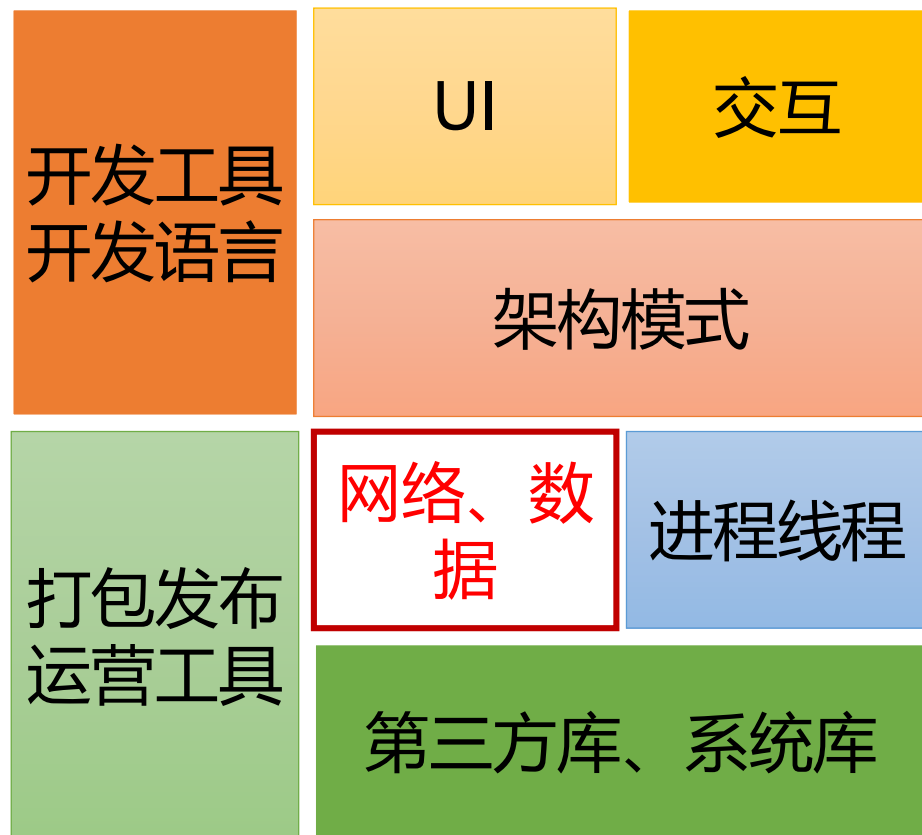 开发工具
开发语言
UI
交互
架构模式
打包发布
运营工具
网络、数
据
进程线程
第三方库、系统库